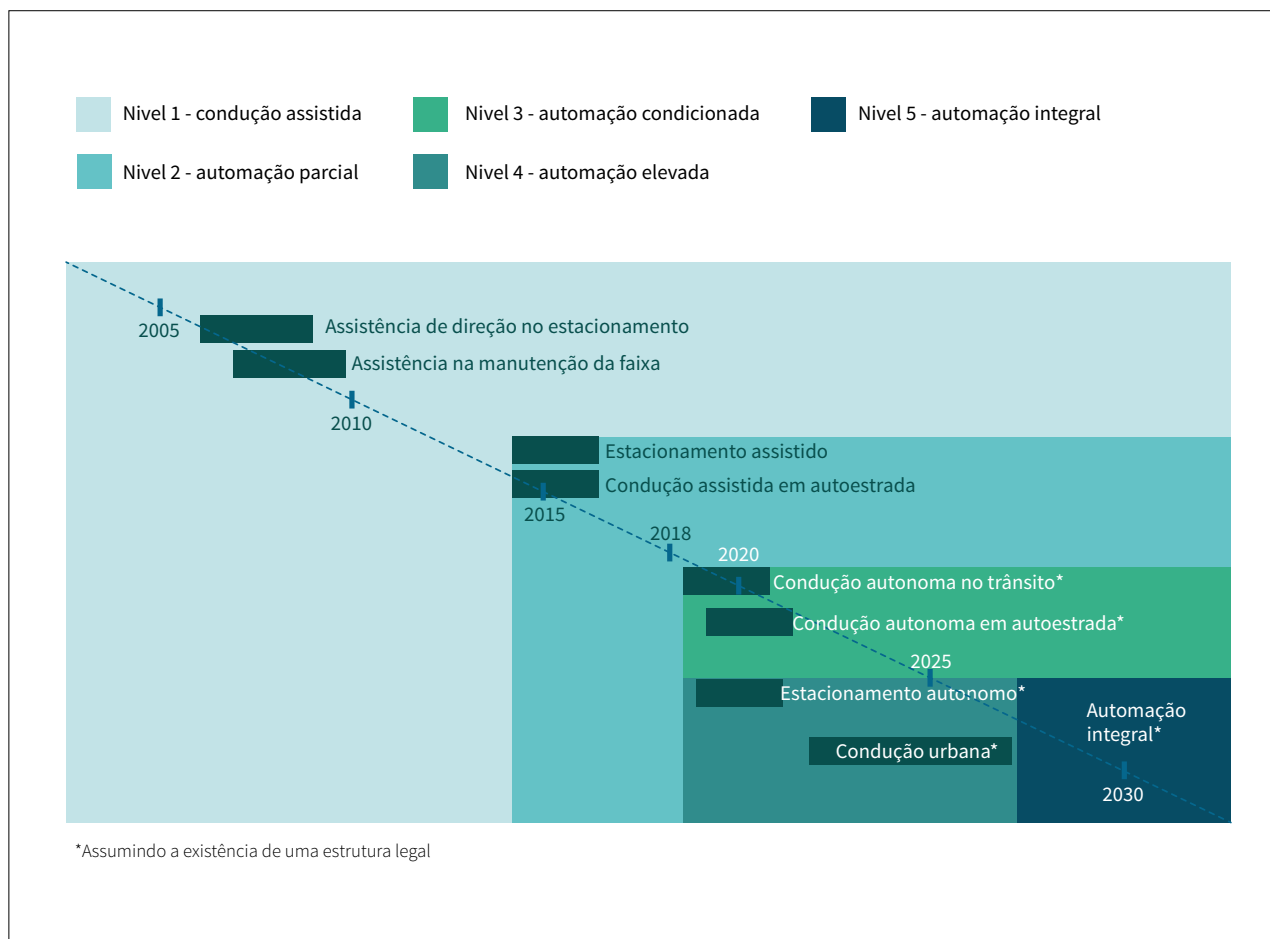 Nivel 1 - condução assistida
Nivel 3 - automação condicionada
Nivel 5 - automação integral
Nivel 2 - automação parcial
Nivel 4 - automação elevada
2005
Assistência de direção no estacionamento
Assistência na manutenção da faixa
2010
Estacionamento assistido
Condução assistida em autoestrada
2015
2018
2020
Condução autonoma no trânsito*
Condução autonoma em autoestrada*
2025
Estacionamento autonomo*
Automação
integral*
Condução urbana*
2030
*Assumindo a existência de uma estrutura legal